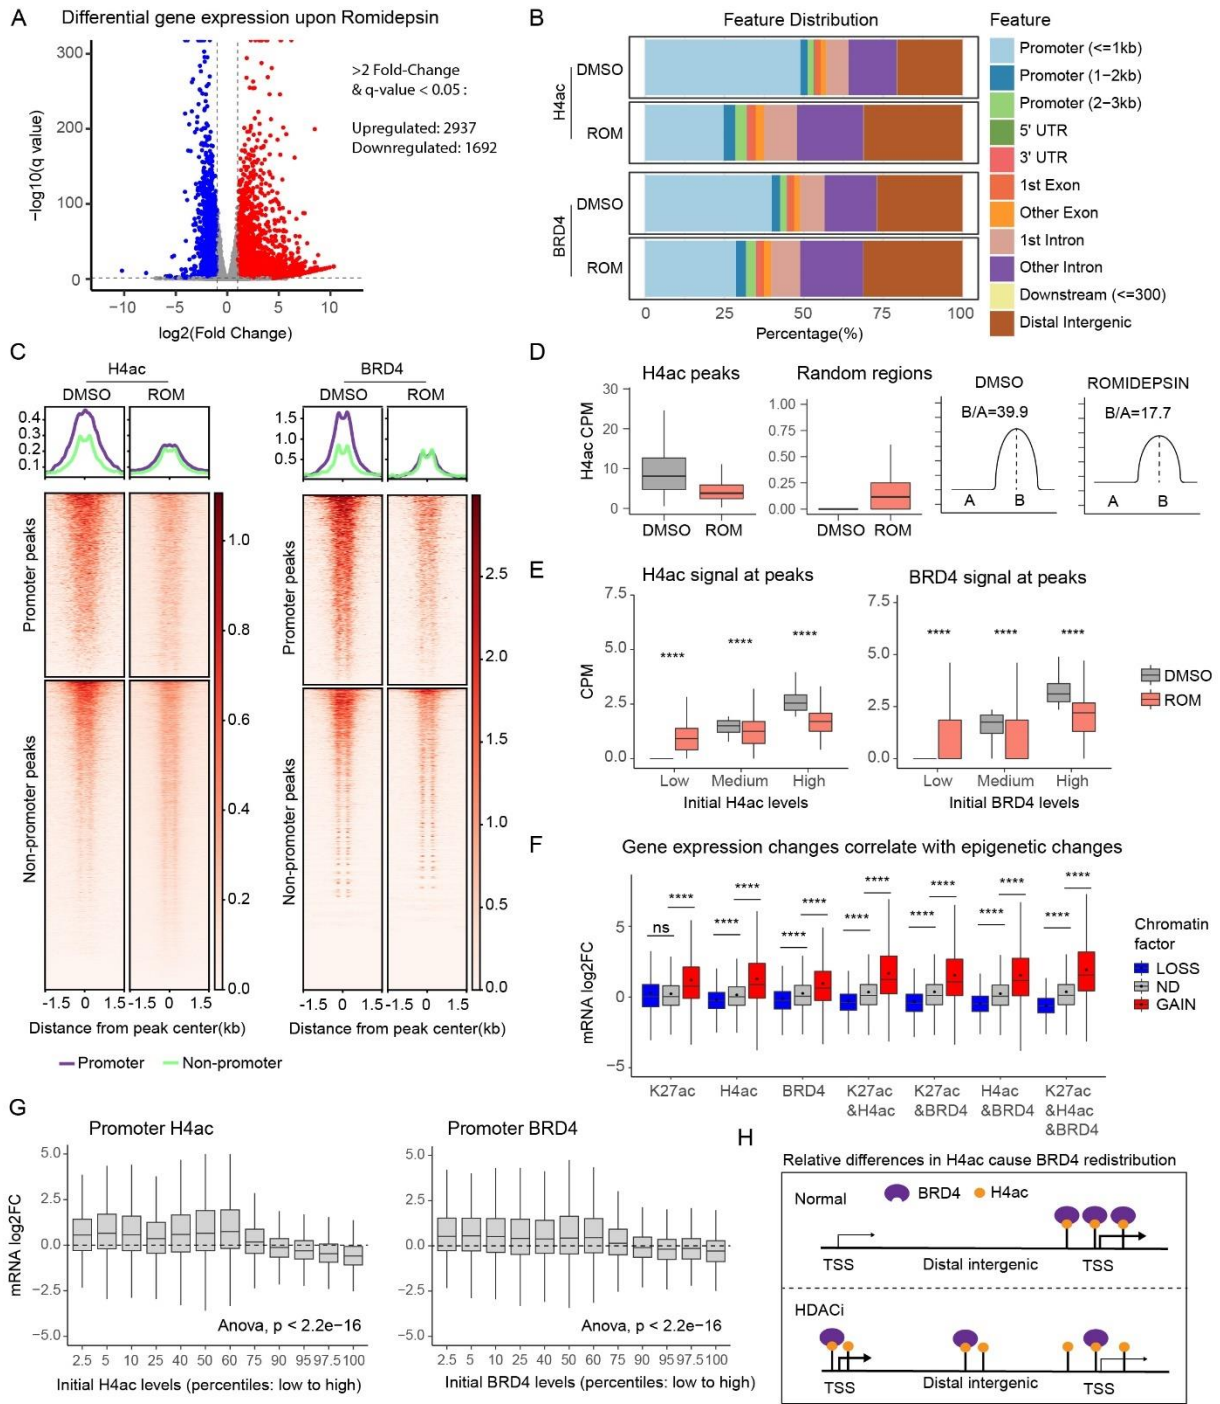 A
Differential gene expression upon Romidepsin
300
200
100
0
−log10(q value)
−10
−5
0
5
10
log2(Fold Change)
>2 Fold-Change
& q-value < 0.05 :
Upregulated: 2937
Downregulated: 1692
B
Feature Distribution
H4ac
DMSO
ROM
BRD4
DMSO
ROM
0
50
100
Percentage(%)
Feature
Promoter (<=1kb)
Promoter (1−2kb)
Promoter (2−3kb)
5' UTR
3' UTR
1st Exon
Other Exon
1st Intron
Other Intron
Downstream (<=300)
Distal Intergenic
C
H4ac
DMSO
ROM
0.4
0.3
0.2
0.1
Promoter peaks
Non-promoter peaks
1.0
0.8
0.6
0.4
0.2
0.0
-1.5
0
1.5
-1.5
0
1.5
Distance from peak center(kb)
BRD4
DMSO
ROM
1.5
1.0
0.5
Promoter peaks
Non-promoter peaks
2.5
2.0
1.5
1.0
0.5
0.0
-1.5
0
1.5
-1.5
0
1.5
Distance from peak center(kb)
Promoter
Non-promoter
D
H4ac peaks
30
20
10
0
H4ac CPM
DMSO
ROM
Random regions
1.00
0.75
0.50
0.25
0.00
DMSO
ROM
DMSO
B/A=39.9
A
B
ROMIDEPSIN
B/A=17.7
A
B
E
H4ac signal at peaks
7.5
5.0
2.5
0.0
CPM
****
****
****
Low
Medium
High
Initial H4ac levels
BRD4 signal at peaks
7.5
5.0
2.5
0.0
****
****
****
Low
Medium
High
Initial BRD4 levels
DMSO
ROM
F
Gene expression changes correlate with epigenetic changes
5
0
−5
mRNA log2FC
ns
****
****
****
****
****
****
****
****
****
****
****
****
****
K27ac
H4ac
BRD4
K27ac
&H4ac
K27ac
&BRD4
H4ac
&BRD4
K27ac
&H4ac
&BRD4
Chromatin
factor
LOSS
ND
GAIN
G
Promoter H4ac
5.0
2.5
0.0
−2.5
−5.0
mRNA log2FC
Anova, p < 2.2e−16
2.5 5 10 25 40 50 60 75 90 95 97.5 100
Initial H4ac levels (percentiles: low to high)
Promoter BRD4
5.0
2.5
0.0
−2.5
−5.0
Anova, p < 2.2e−16
2.5 5 10 25 40 50 60 75 90 95 97.5 100
Initial BRD4 levels (percentiles: low to high)
H
Relative differences in H4ac cause BRD4 redistribution
Normal
BRD4
H4ac
TSS
Distal intergenic
TSS
HDACi
TSS
Distal intergenic
TSS